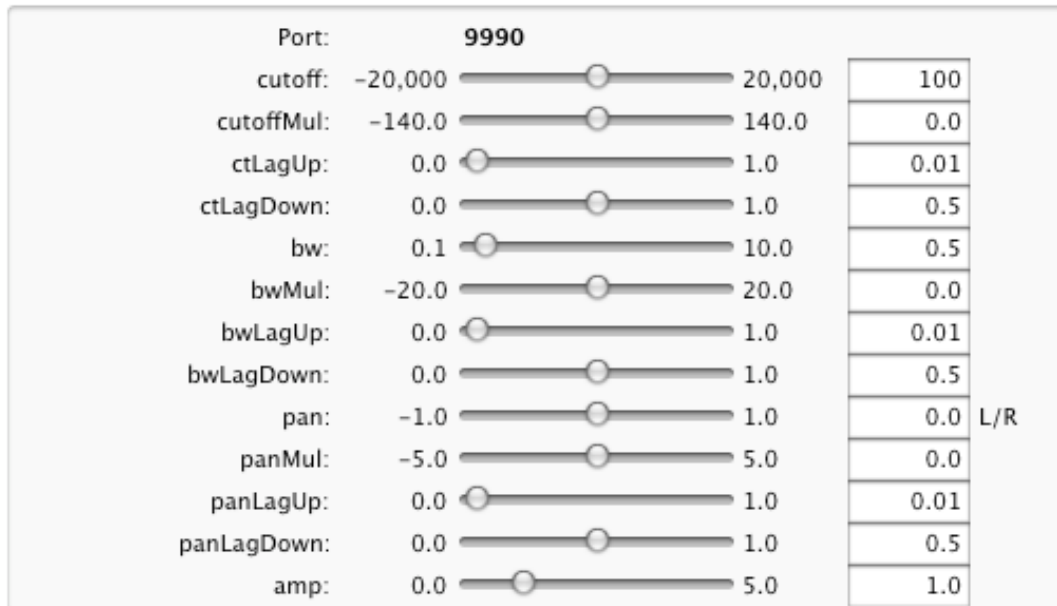 Port: 9990
cutoff: -20,000 20,000 100
cutoffMul: -140.0 140.0 0.0
ctLagUp: 0.0 1.0 0.01
ctLagDown: 0.0 1.0 0.5
bw: 0.1 10.0 0.5
bwMul: -20.0 20.0 0.0
bwLagUp: 0.0 1.0 0.01
bwLagDown: 0.0 1.0 0.5
pan: -1.0 1.0 0.0 L/R
panMul: -5.0 5.0 0.0
panLagUp: 0.0 1.0 0.01
panLagDown: 0.0 1.0 0.5
amp: 0.0 5.0 1.0